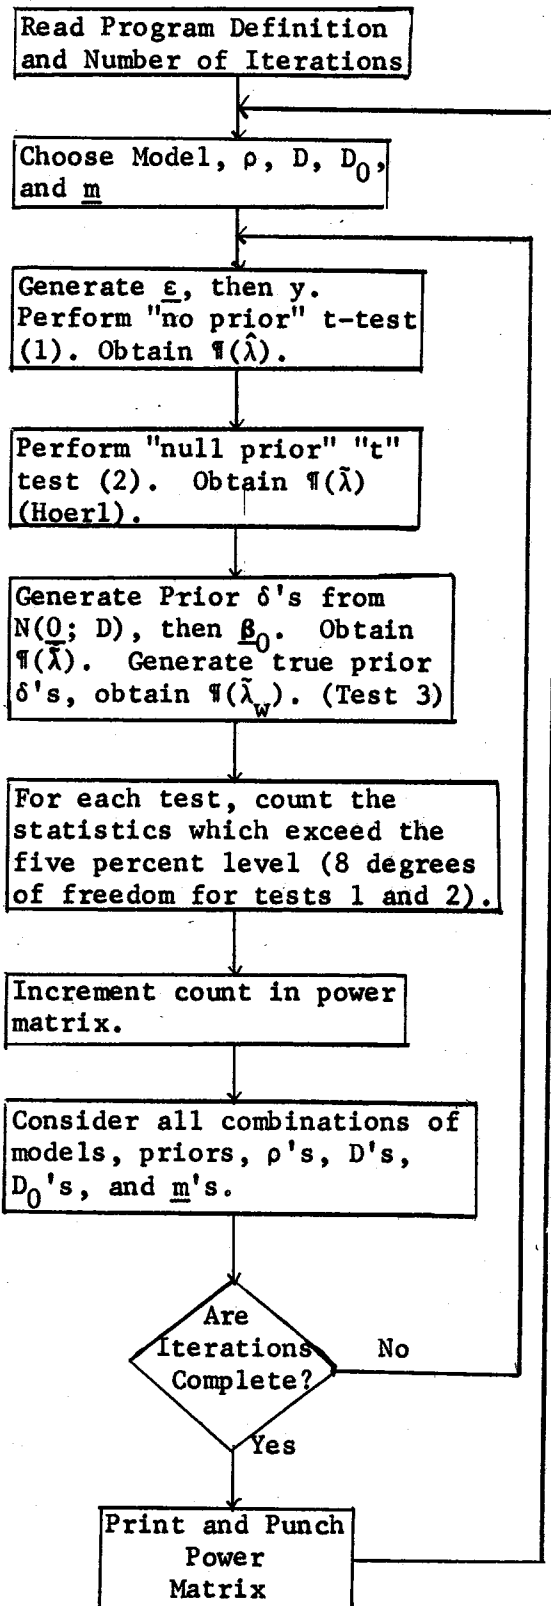 Read Program Definition
and Number of Iterations
Choose Model, ρ, D, D₀,
and m̲
Generate ε̲, then y.
Perform "no prior" t-test
(1). Obtain ¶(λ̂).
Perform "null prior" "t"
test (2). Obtain ¶(λ̃)
(Hoerl).
Generate Prior δ's from
N(0̲; D), then β̲₀. Obtain
¶(λ̃̄). Generate true prior
δ's, obtain ¶(λ̃_w). (Test 3)
For each test, count the
statistics which exceed the
five percent level (8 degrees
of freedom for tests 1 and 2).
Increment count in power
matrix.
Consider all combinations of
models, priors, ρ's, D's,
D₀'s, and m̲'s.
Are
Iterations
Complete?
No
Yes
Print and Punch
Power
Matrix